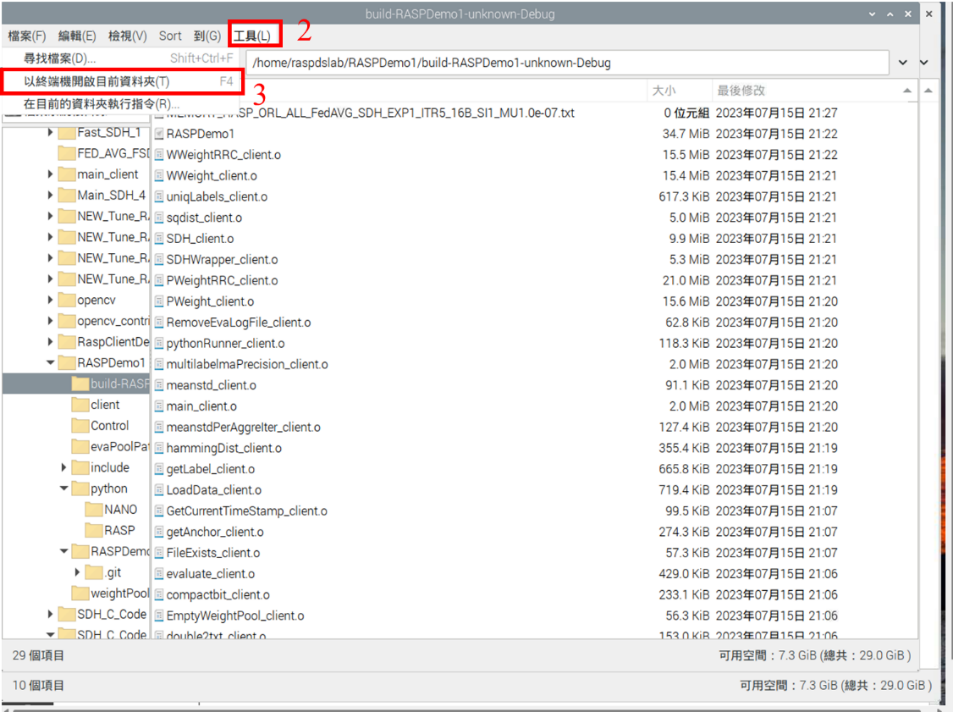 build-RASPDemo1-unknown-Debug
檔案(F) 編輯(E) 檢視(V) Sort 到(G) 工具(L) 2
尋找檔案(D)... Shift+Ctrl+F
/home/raspdslab/RASPDemo1/build-RASPDemo1-unknown-Debug
以終端機開啟目前資料夾(T) F4 3
在目前的資料夾執行指令(R)...
大小 最後修改
MEMORY_RASP_ORL_ALL_FedAVG_SDH_EXP1_ITR5_16B_SI1_MU1.0e-07.txt 0 位元組 2023年07月15日 21:27
Fast_SDH_1 RASPDemo1 34.7 MiB 2023年07月15日 21:22
FED_AVG_FSD WWeightRRC_client.o 15.5 MiB 2023年07月15日 21:22
main_client WWeight_client.o 15.4 MiB 2023年07月15日 21:21
Main_SDH_4 uniqLabels_client.o 617.3 KiB 2023年07月15日 21:21
NEW_Tune_R sqdist_client.o 5.0 MiB 2023年07月15日 21:21
NEW_Tune_R SDH_client.o 9.9 MiB 2023年07月15日 21:21
NEW_Tune_R SDHWrapper_client.o 5.3 MiB 2023年07月15日 21:21
NEW_Tune_R PWeightRRC_client.o 21.0 MiB 2023年07月15日 21:21
opencv PWeight_client.o 15.6 MiB 2023年07月15日 21:20
opencv_contri RemoveEvaLogFile_client.o 62.8 KiB 2023年07月15日 21:20
RaspClientDe pythonRunner_client.o 118.3 KiB 2023年07月15日 21:20
RASPDemo1 multilabelmaPrecision_client.o 2.0 MiB 2023年07月15日 21:20
build-RASP meanstd_client.o 91.1 KiB 2023年07月15日 21:20
client main_client.o 2.0 MiB 2023年07月15日 21:20
Control meanstdPerAggreIter_client.o 127.4 KiB 2023年07月15日 21:20
evaPoolPat hammingDist_client.o 355.4 KiB 2023年07月15日 21:19
include getLabel_client.o 665.8 KiB 2023年07月15日 21:19
python LoadData_client.o 719.4 KiB 2023年07月15日 21:19
NANO GetCurrentTimeStamp_client.o 99.5 KiB 2023年07月15日 21:07
RASP getAnchor_client.o 274.3 KiB 2023年07月15日 21:07
RASPDemo FileExists_client.o 57.3 KiB 2023年07月15日 21:07
.git evaluate_client.o 429.0 KiB 2023年07月15日 21:06
weightPool compactbit_client.o 233.1 KiB 2023年07月15日 21:06
SDH_C_Code EmptyWeightPool_client.o 56.3 KiB 2023年07月15日 21:06
SDH_C_Code double2txt_client.o 153.0 KiB 2023年07月15日 21:06
29 個項目 可用空間：7.3 GiB (總共：29.0 GiB )
10 個項目 可用空間：7.3 GiB (總共：29.0 GiB )